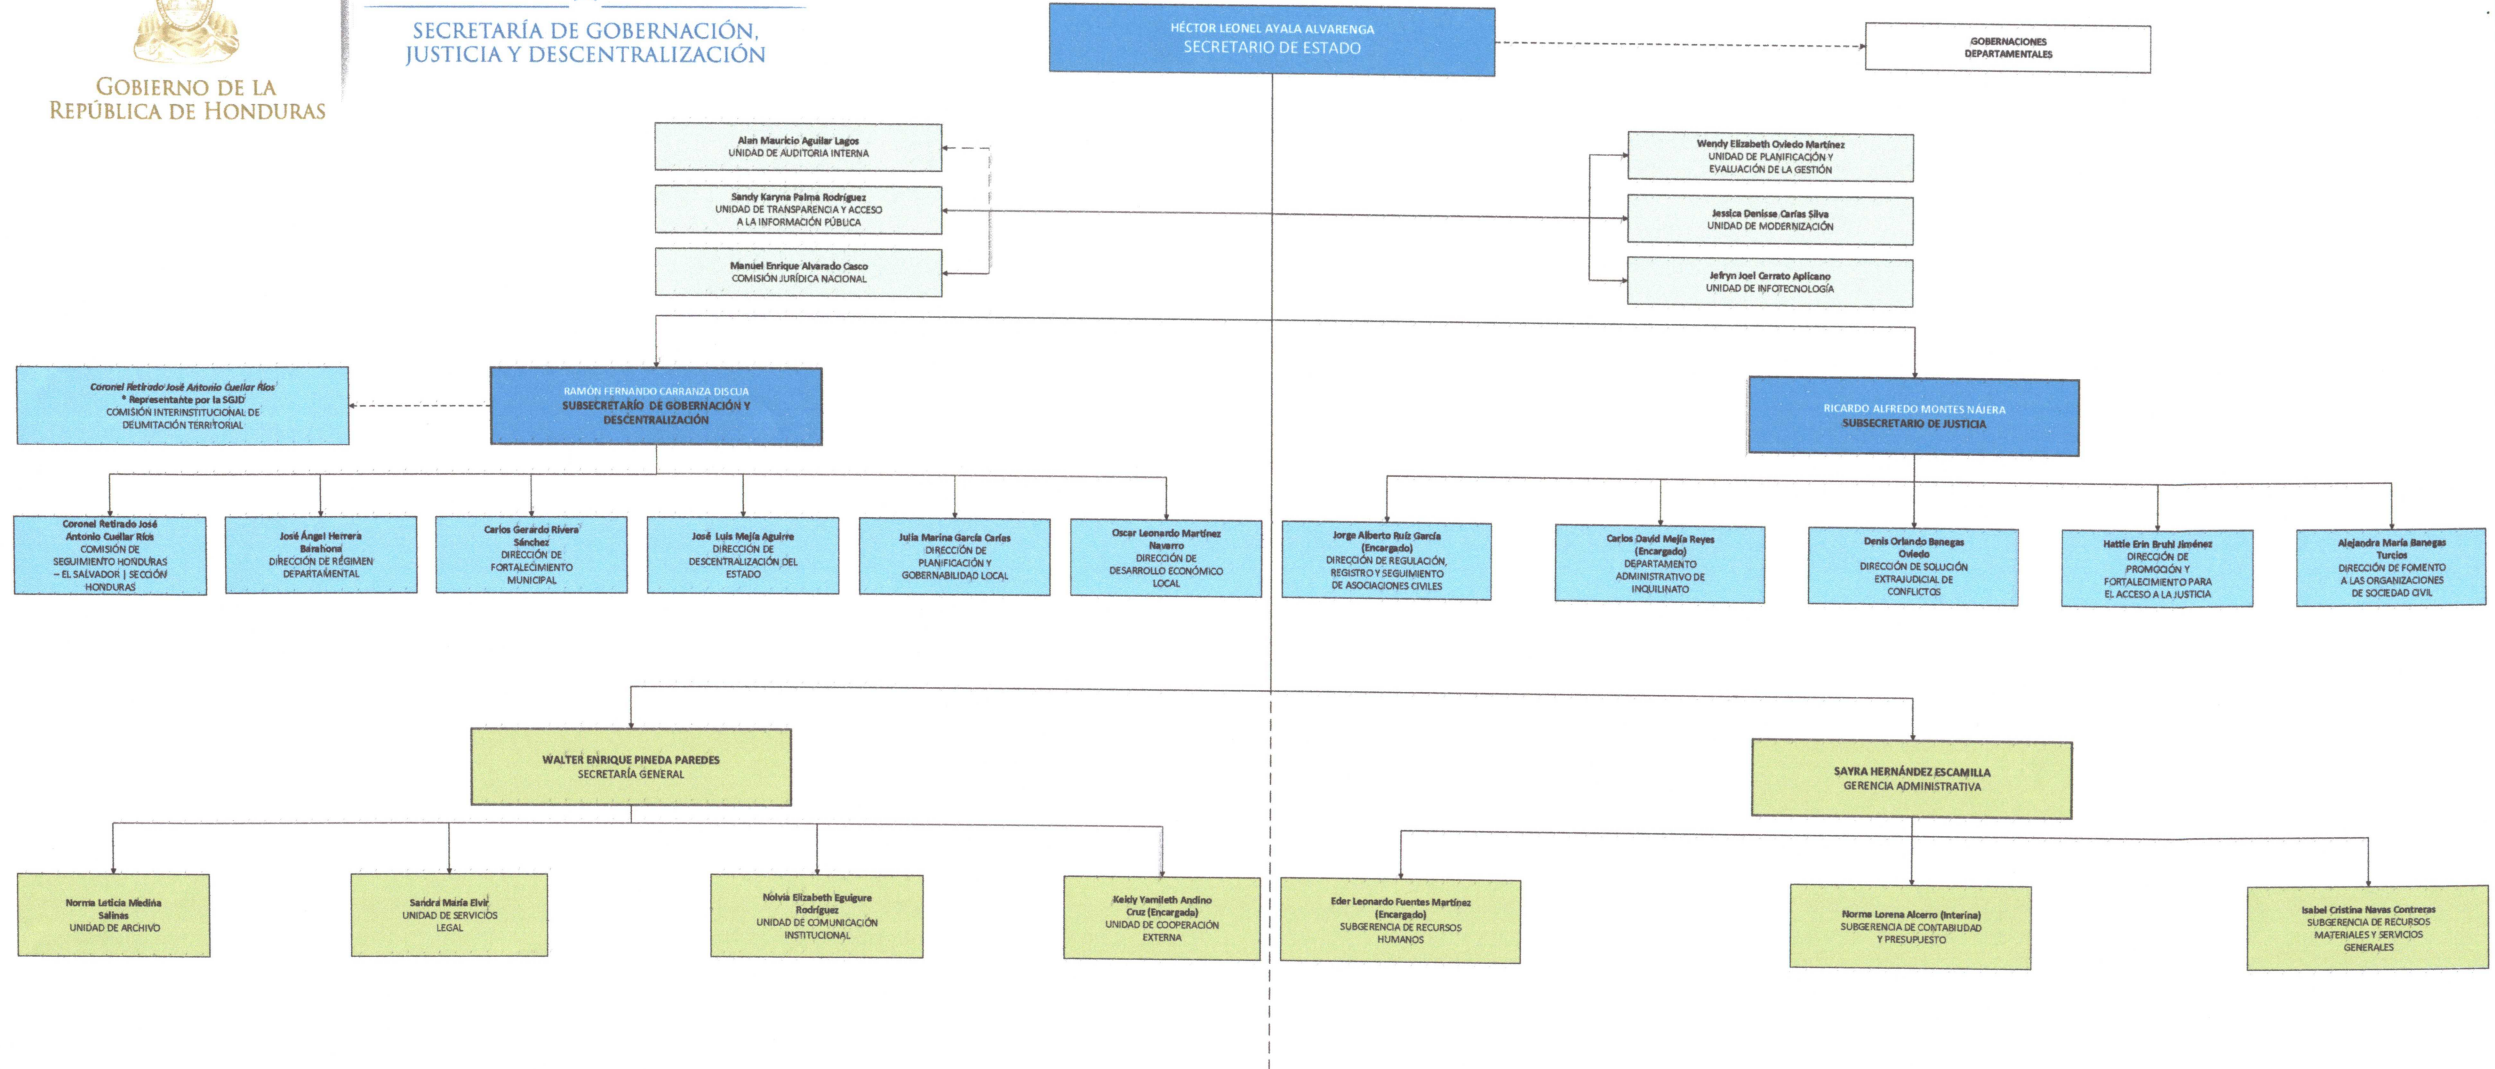 GOBIERNO DE LA
REPÚBLICA DE HONDURAS
SECRETARÍA DE GOBERNACIÓN,
JUSTICIA Y DESCENTRALIZACIÓN
HÉCTOR LEONEL AYALA ALVARENGA
SECRETARIO DE ESTADO
GOBERNACIONES
DEPARTAMENTALES
Alan Mauricio Aguilar Lagos
UNIDAD DE AUDITORIA INTERNA
Sandy Karyna Palma Rodríguez
UNIDAD DE TRANSPARENCIA Y ACCESO
A LA INFORMACIÓN PÚBLICA
Manuel Enrique Alvarado Casco
COMISIÓN JURÍDICA NACIONAL
Wendy Elizabeth Oviedo Martínez
UNIDAD DE PLANIFICACIÓN Y
EVALUACIÓN DE LA GESTIÓN
Jessica Denisse Carías Silva
UNIDAD DE MODERNIZACIÓN
Jefryn Joel Cerrato Aplicano
UNIDAD DE INFOTECNOLOGÍA
Coronel Retirado José Antonio Cuellar Ríos
* Representante por la SGJD
COMISIÓN INTERINSTITUCIONAL DE
DELIMITACIÓN TERRITORIAL
RAMÓN FERNANDO CARRANZA DISCUA
SUBSECRETARÍO DE GOBERNACIÓN Y
DESCENTRALIZACIÓN
RICARDO ALFREDO MONTES NÁJERA
SUBSECRETARIO DE JUSTICIA
Coronel Retirado José
Antonio Cuellar Ríos
COMISIÓN DE
SEGUIMIENTO HONDURAS
– EL SALVADOR | SECCIÓN
HONDURAS
José Ángel Herrera
Barahona
DIRECCIÓN DE RÉGIMEN
DEPARTAMENTAL
Carlos Gerardo Rivera
Sánchez
DIRECCIÓN DE
FORTALECIMIENTO
MUNICIPAL
José Luis Mejía Aguirre
DIRECCIÓN DE
DESCENTRALIZACIÓN DEL
ESTADO
Julia Marina García Carías
DIRECCIÓN DE
PLANIFICACIÓN Y
GOBERNABILIDAD LOCAL
Oscar Leonardo Martínez
Navarro
DIRECCIÓN DE
DESARROLLO ECONÓMICO
LOCAL
Jorge Alberto Ruíz García
(Encargado)
DIRECCIÓN DE REGULACIÓN,
REGISTRO Y SEGUIMIENTO
DE ASOCIACIONES CIVILES
Carlos David Mejía Reyes
(Encargado)
DEPARTAMENTO
ADMINISTRATIVO DE
INQUILINATO
Denis Orlando Banegas
Oviedo
DIRECCIÓN DE SOLUCIÓN
EXTRAJUDICIAL DE
CONFLICTOS
Hattie Erin Bruhl Jiménez
DIRECCIÓN DE
PROMOCIÓN Y
FORTALECIMIENTO PARA
EL ACCESO A LA JUSTICIA
Alejandra María Banegas
Turcios
DIRECCIÓN DE FOMENTO
A LAS ORGANIZACIONES
DE SOCIEDAD CIVIL
WALTER ENRIQUE PINEDA PAREDES
SECRETARÍA GENERAL
SAYRA HERNÁNDEZ ESCAMILLA
GERENCIA ADMINISTRATIVA
Norma Leticia Medina
Salinas
UNIDAD DE ARCHIVO
Sandra María Elvir
UNIDAD DE SERVICIOS
LEGAL
Nolvia Elizabeth Eguigure
Rodríguez
UNIDAD DE COMUNICACIÓN
INSTITUCIONAL
Keidy Yamileth Andino
Cruz (Encargada)
UNIDAD DE COOPERACIÓN
EXTERNA
Eder Leonardo Fuentes Martínez
(Encargado)
SUBGERENCIA DE RECURSOS
HUMANOS
Norma Lorena Alcerro (Interina)
SUBGERENCIA DE CONTABILIDAD
Y PRESUPUESTO
Isabel Cristina Navas Contreras
SUBGERENCIA DE RECURSOS
MATERIALES Y SERVICIOS
GENERALES